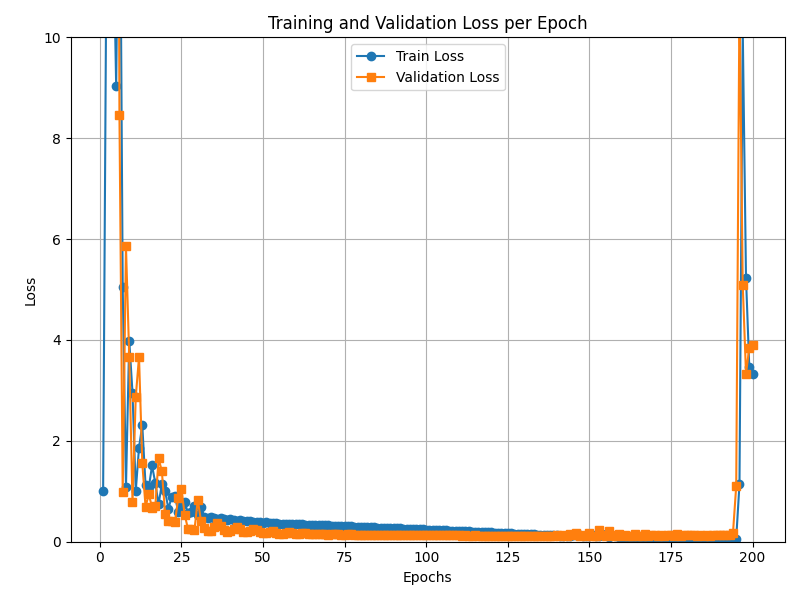 Training and Validation Loss per Epoch
Train Loss
Validation Loss
Loss
10
8
6
4
2
0
0 25 50 75 100 125 150 175 200
Epochs